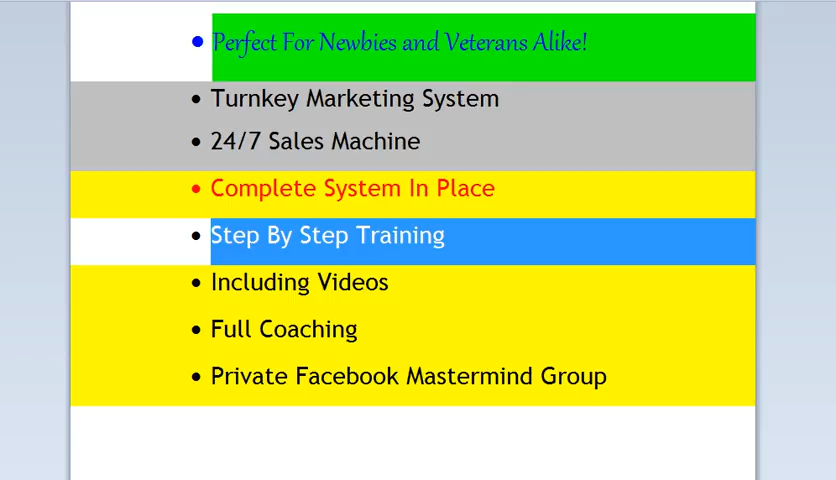 • Perfect For Newbies and Veterans Alike!
• Turnkey Marketing System
• 24/7 Sales Machine
• Complete System In Place
• Step By Step Training
• Including Videos
• Full Coaching
• Private Facebook Mastermind Group